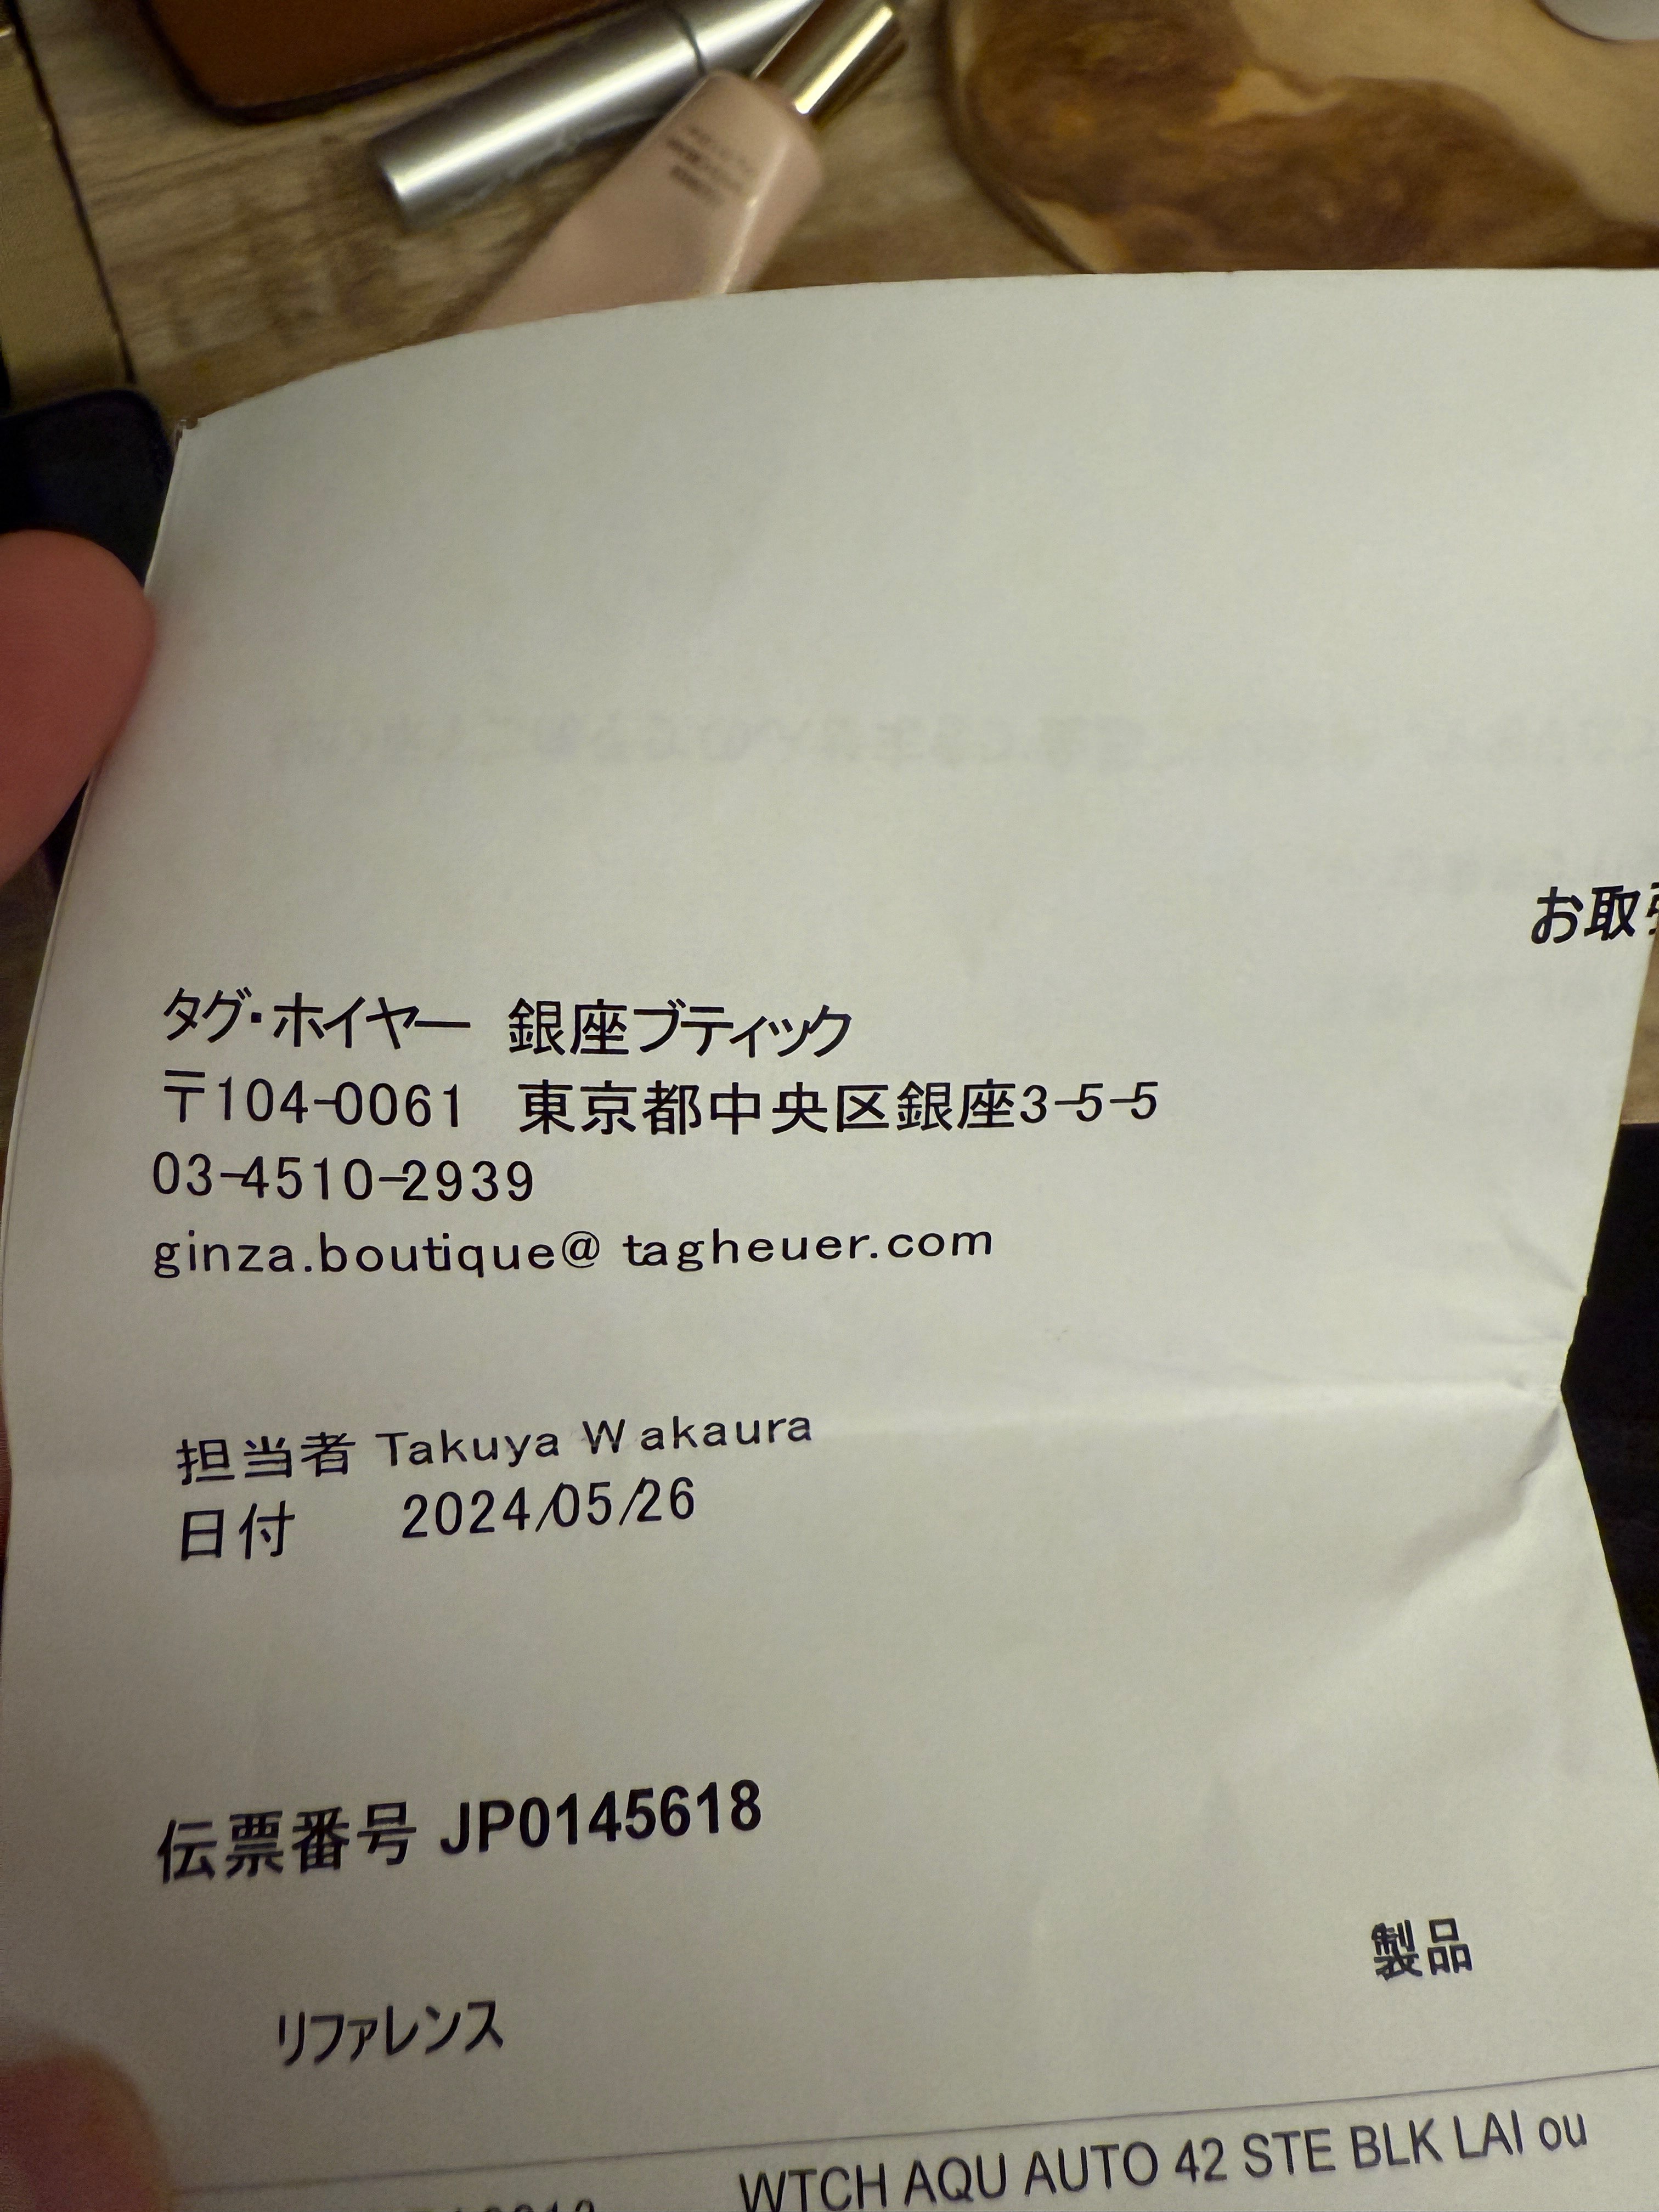 お取
タグ・ホイヤー 銀座ブティック
〒104-0061 東京都中央区銀座3-5-5
03-4510-2939
ginza.boutique@ tagheuer.com
担当者 Takuya Wakaura
日付 2024/05/26
伝票番号 JP0145618
製品
リファレンス
WTCH AQU AUTO 42 STE BLK LAI ou